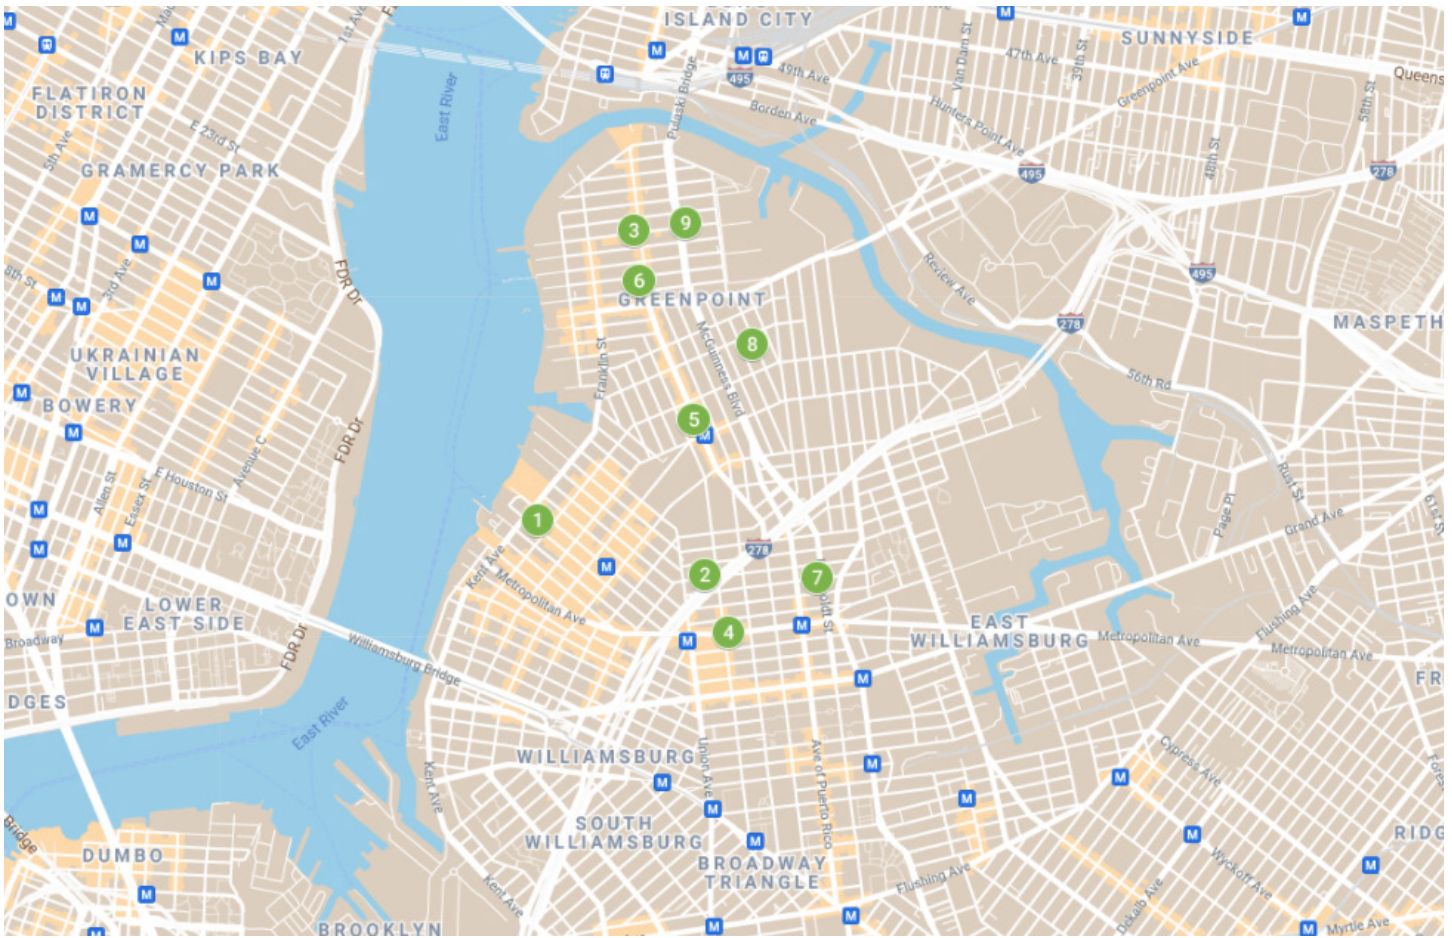 ISLAND CITY
SUNNYSIDE
KIPS BAY
1st Ave
47th Ave
39th St
Van Dam St
49th Ave
495
Greenpoint Ave
Queens
58th St
FLATIRON
DISTRICT
East River
Pulaski Bridge
Borden Ave
Hunters Point Ave
E 23rd St
5th Ave
48th St
GRAMERCY PARK
495
278
3
9
3rd Ave
8th St
FDR Dr
6
GREENPOINT
Review Ave
495
278
MASPETH
McGuinness Blvd
8
UKRAINIAN
VILLAGE
Franklin St
56th Rd
BOWERY
5
FDR Dr
Avenue C
E Houston St
Allen St
Essex St
Rust St
61st St
Page Pl
Grand Ave
1
278
Kent Ave
2
7
Metropolitan Ave
OWN
LOWER
EAST SIDE
Broadway
FDR Dr
Williamsburg Bridge
4
EAST
WILLIAMSBURG
Metropolitan Ave
Flushing Ave
Metropolitan Ave
DGES
FR
East River
WILLIAMSBURG
Union Ave
Ave of Puerto Rico
Cypress Ave
Kent Ave
SOUTH
WILLIAMSBURG
Bridge
DUMBO
BROADWAY
TRIANGLE
RIDG
Wyckoff Ave
Flushing Ave
Kent Ave
Dekalb Ave
BROOKLYN
Myrtle Ave